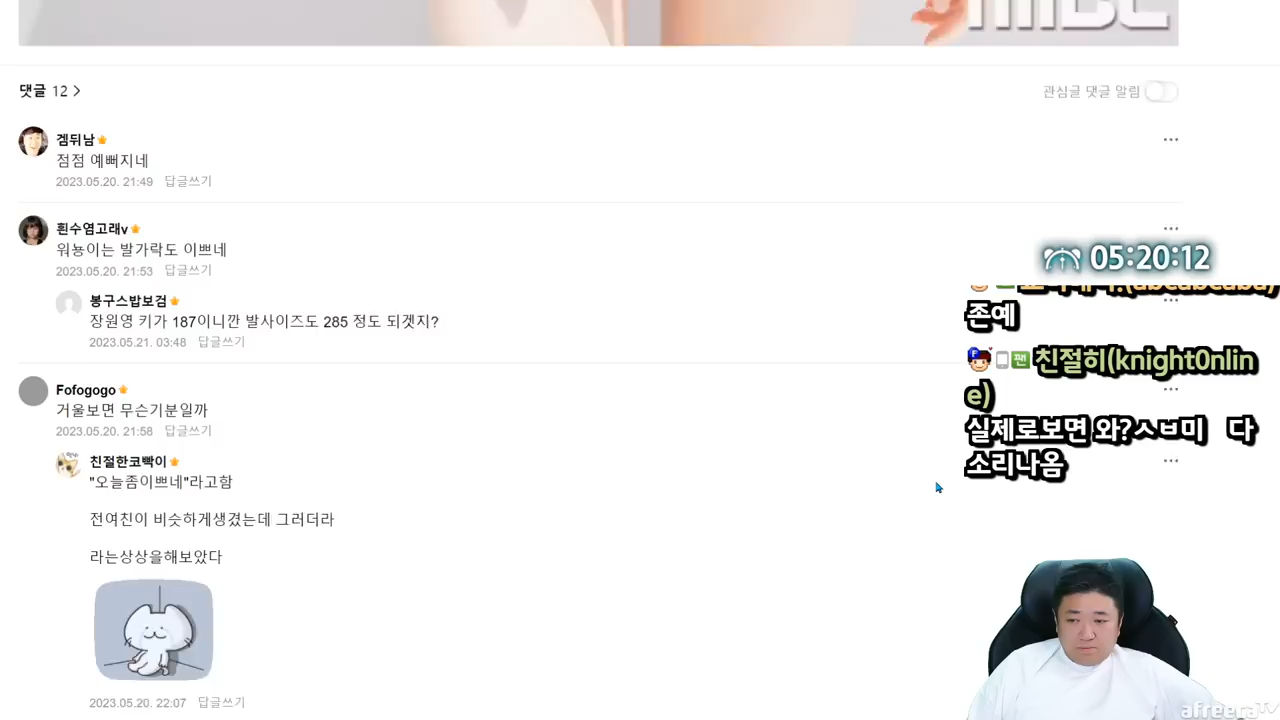 MBC
댓글 12 >
관심글 댓글 알림
겜뒤남
점점 예뻐지네
2023.05.20. 21:49 답글쓰기
흰수염고래v
워뇽이는 발가락도 이쁘네
2023.05.20. 21:53 답글쓰기
봉구스밥보검
장원영 키가 187이니깐 발사이즈도 285 정도 되겟지?
2023.05.21. 03:48 답글쓰기
Fofogogo
거울보면 무슨기분일까
2023.05.20. 21:58 답글쓰기
친절한코빡이
"오늘좀이쁘네"라고함
전여친이 비슷하게생겼는데 그러더라
라는상상을해보았다
2023.05.20. 22:07 답글쓰기
05:20:12
존예
팬 친절히(knight0nlin
e)
실제로보면 와?ㅅㅂ미 다
소리나옴
afreecaTV